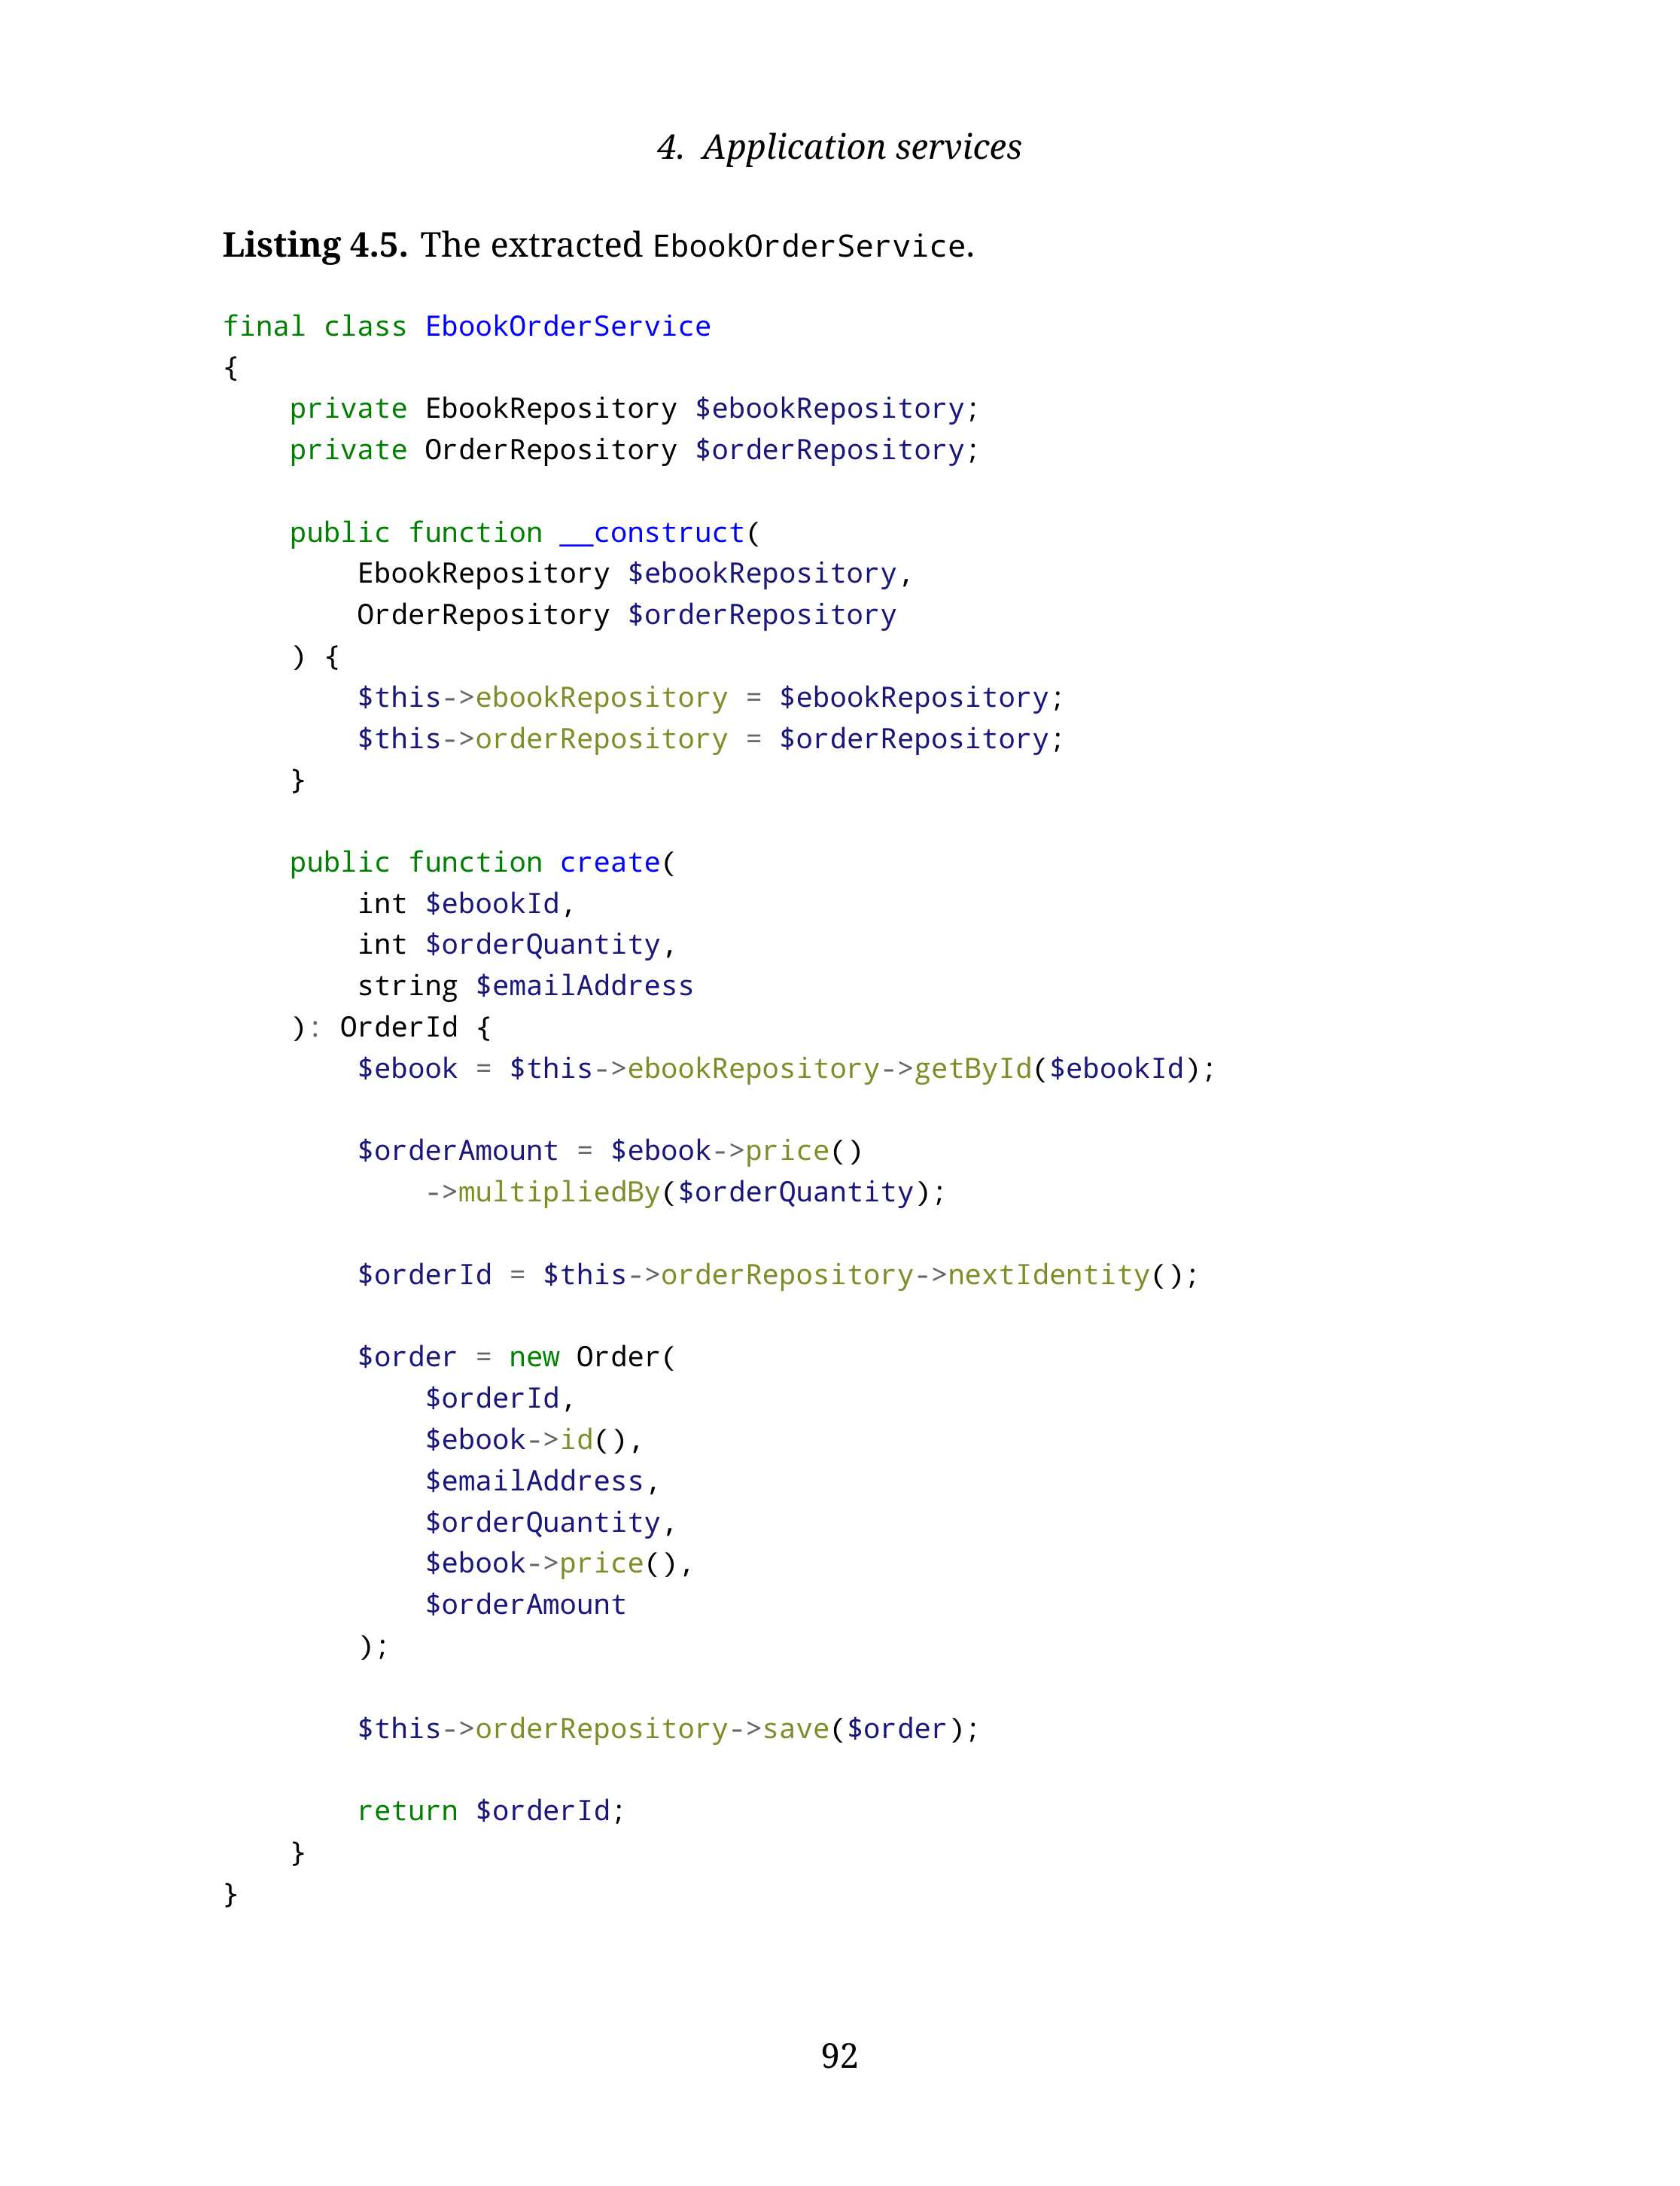 4. Application services
Listing 4.5. The extracted EbookOrderService.
final class EbookOrderService
{
    private EbookRepository $ebookRepository;
    private OrderRepository $orderRepository;

    public function __construct(
        EbookRepository $ebookRepository,
        OrderRepository $orderRepository
    ) {
        $this->ebookRepository = $ebookRepository;
        $this->orderRepository = $orderRepository;
    }

    public function create(
        int $ebookId,
        int $orderQuantity,
        string $emailAddress
    ): OrderId {
        $ebook = $this->ebookRepository->getById($ebookId);

        $orderAmount = $ebook->price()
            ->multipliedBy($orderQuantity);

        $orderId = $this->orderRepository->nextIdentity();

        $order = new Order(
            $orderId,
            $ebook->id(),
            $emailAddress,
            $orderQuantity,
            $ebook->price(),
            $orderAmount
        );

        $this->orderRepository->save($order);

        return $orderId;
    }
}
92